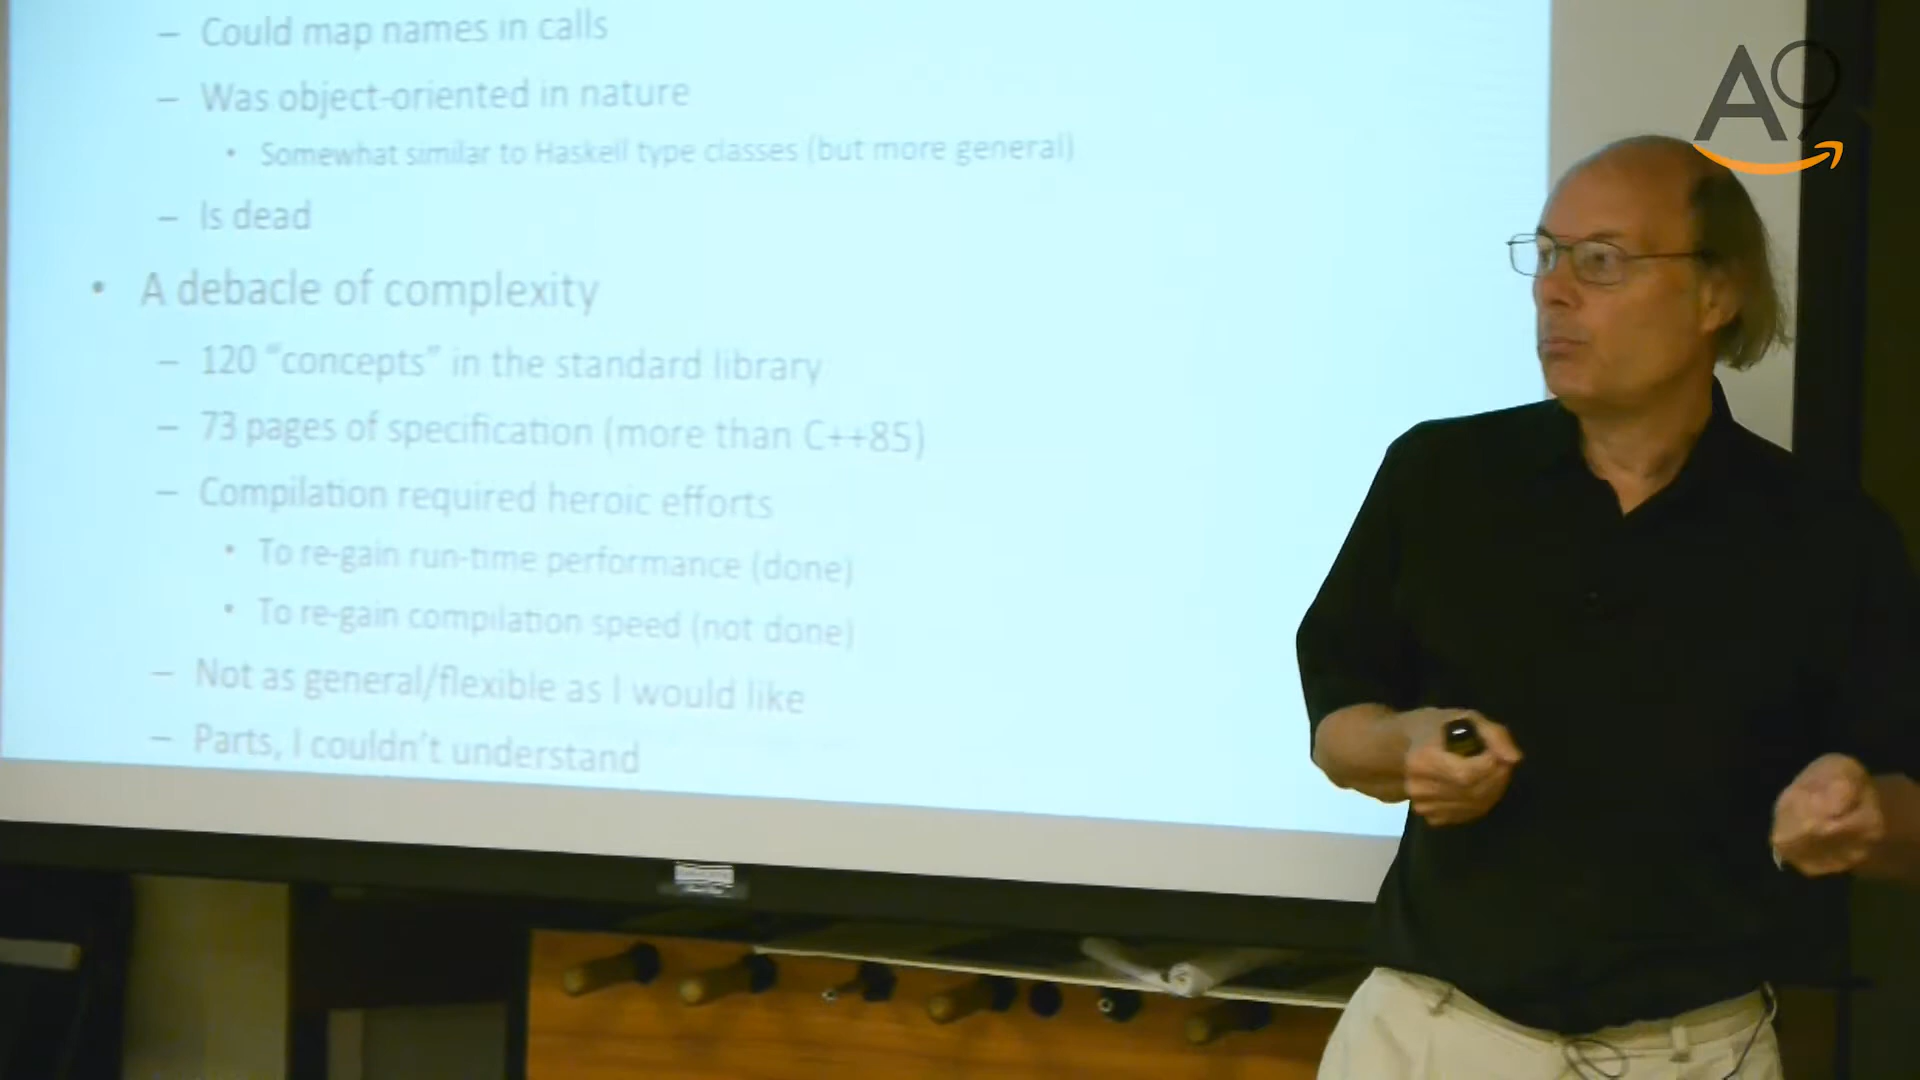 – Could map names in calls
– Was object-oriented in nature
• Somewhat similar to Haskell type classes (but more general)
– Is dead
• A debacle of complexity
– 120 “concepts” in the standard library
– 73 pages of specification (more than C++85)
– Compilation required heroic efforts
• To re-gain run-time performance (done)
• To re-gain compilation speed (not done)
– Not as general/flexible as I would like
– Parts, I couldn’t understand
A9